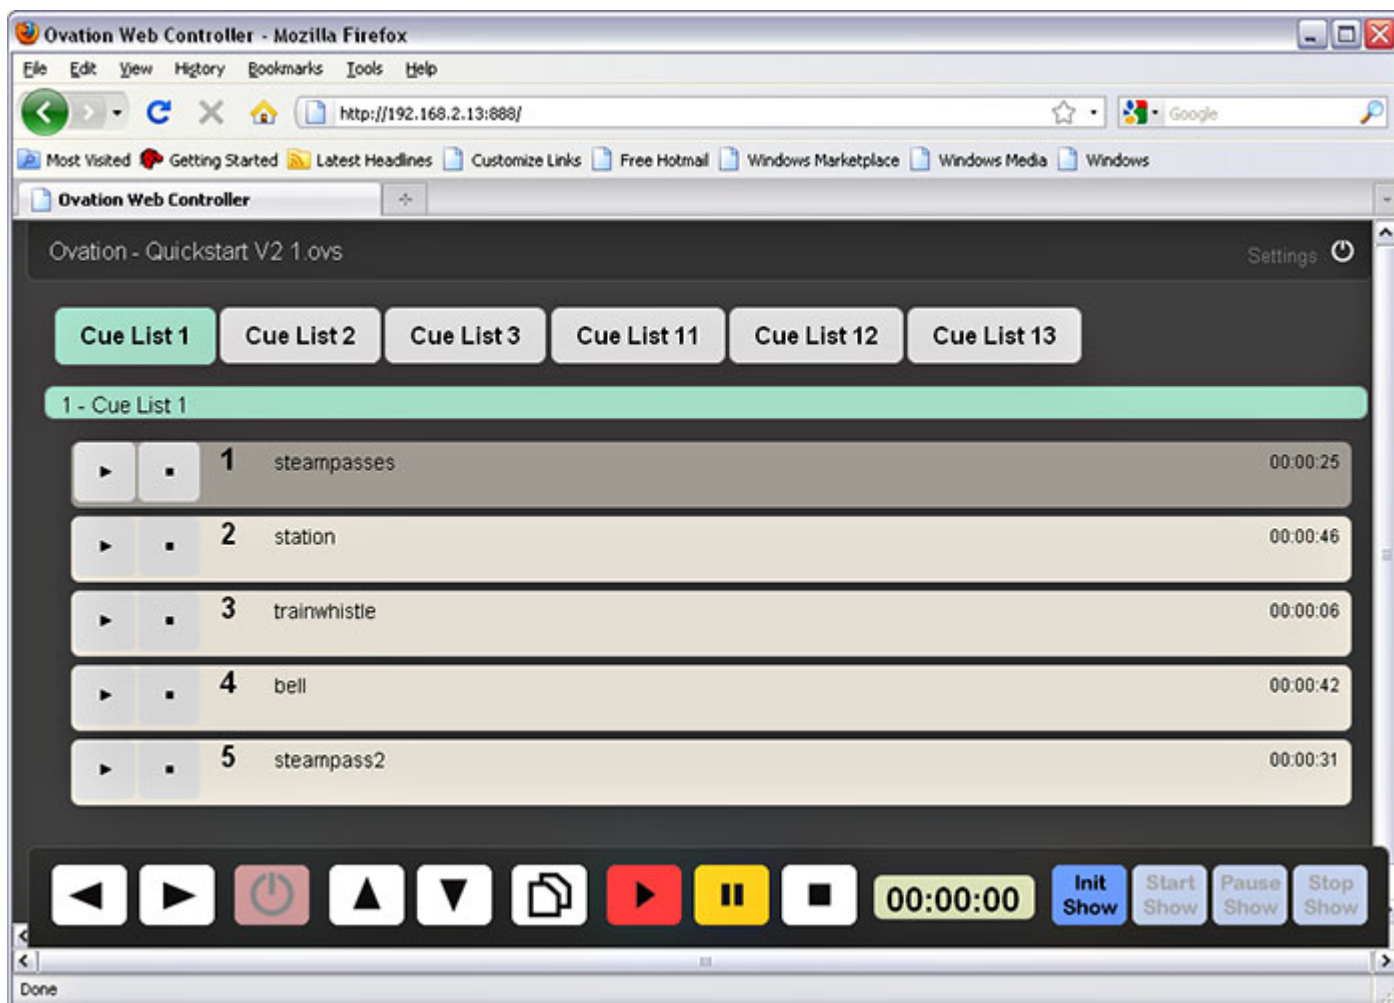 Ovation Web Controller - Mozilla Firefox
File Edit View History Bookmarks Tools Help
http://192.168.2.13:888/ Google
Most Visited Getting Started Latest Headlines Customize Links Free Hotmail Windows Marketplace Windows Media Windows
Ovation Web Controller
Ovation - Quickstart V2 1.ovs Settings
Cue List 1 Cue List 2 Cue List 3 Cue List 11 Cue List 12 Cue List 13
1 - Cue List 1
1 steampasses 00:00:25
2 station 00:00:46
3 trainwhistle 00:00:06
4 bell 00:00:42
5 steampass2 00:00:31
00:00:00 Init Show Start Show Pause Show Stop Show
Done